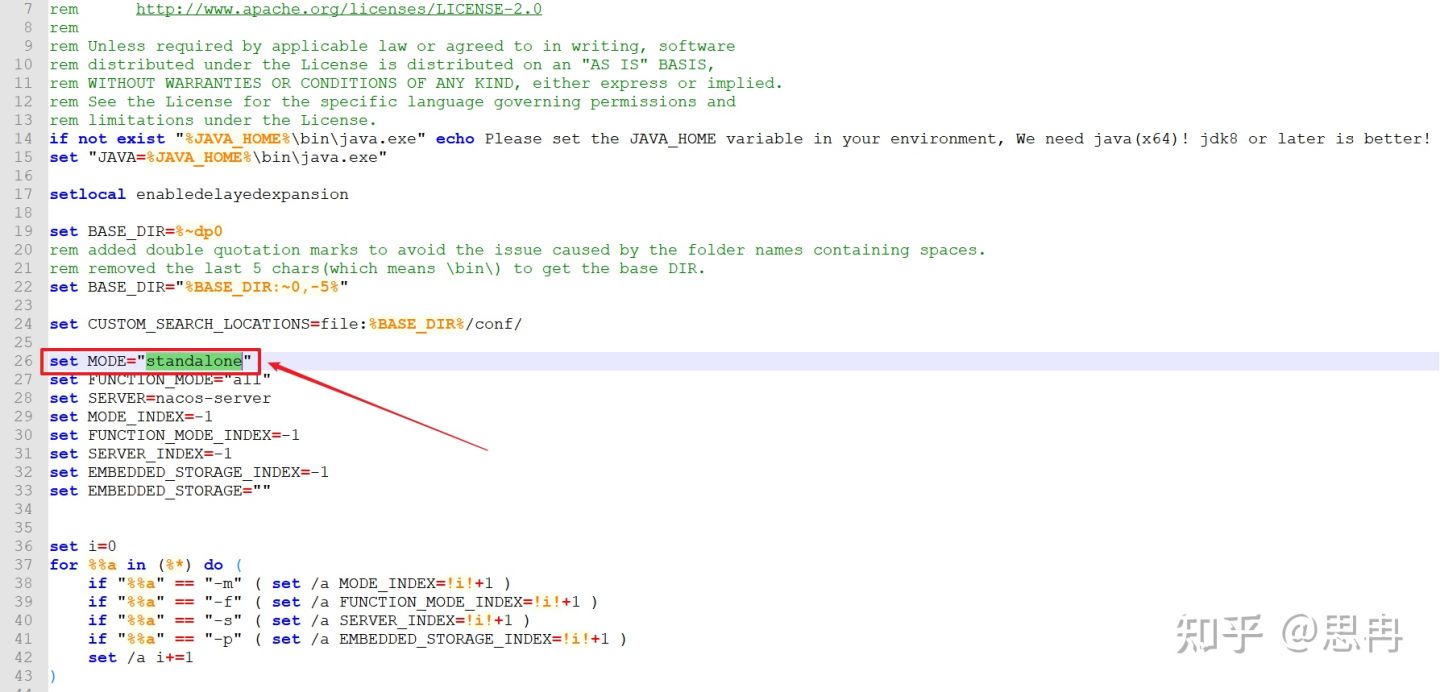 7 rem      http://www.apache.org/licenses/LICENSE-2.0
8 rem
9 rem Unless required by applicable law or agreed to in writing, software
10 rem distributed under the License is distributed on an "AS IS" BASIS,
11 rem WITHOUT WARRANTIES OR CONDITIONS OF ANY KIND, either express or implied.
12 rem See the License for the specific language governing permissions and
13 rem limitations under the License.
14 if not exist "%JAVA_HOME%\bin\java.exe" echo Please set the JAVA_HOME variable in your environment, We need java(x64)! jdk8 or later is better!
15 set "JAVA=%JAVA_HOME%\bin\java.exe"
16
17 setlocal enabledelayedexpansion
18
19 set BASE_DIR=%~dp0
20 rem added double quotation marks to avoid the issue caused by the folder names containing spaces.
21 rem removed the last 5 chars(which means \bin\) to get the base DIR.
22 set BASE_DIR="%BASE_DIR:~0,-5%"
23
24 set CUSTOM_SEARCH_LOCATIONS=file:%BASE_DIR%/conf/
25
26 set MODE="standalone"
27 set FUNCTION_MODE="all"
28 set SERVER=nacos-server
29 set MODE_INDEX=-1
30 set FUNCTION_MODE_INDEX=-1
31 set SERVER_INDEX=-1
32 set EMBEDDED_STORAGE_INDEX=-1
33 set EMBEDDED_STORAGE=""
34
35
36 set i=0
37 for %%a in (%*) do (
38     if "%%a" == "-m" ( set /a MODE_INDEX=!i!+1 )
39     if "%%a" == "-f" ( set /a FUNCTION_MODE_INDEX=!i!+1 )
40     if "%%a" == "-s" ( set /a SERVER_INDEX=!i!+1 )
41     if "%%a" == "-p" ( set /a EMBEDDED_STORAGE_INDEX=!i!+1 )
42     set /a i+=1
43 )
知乎 @思冉